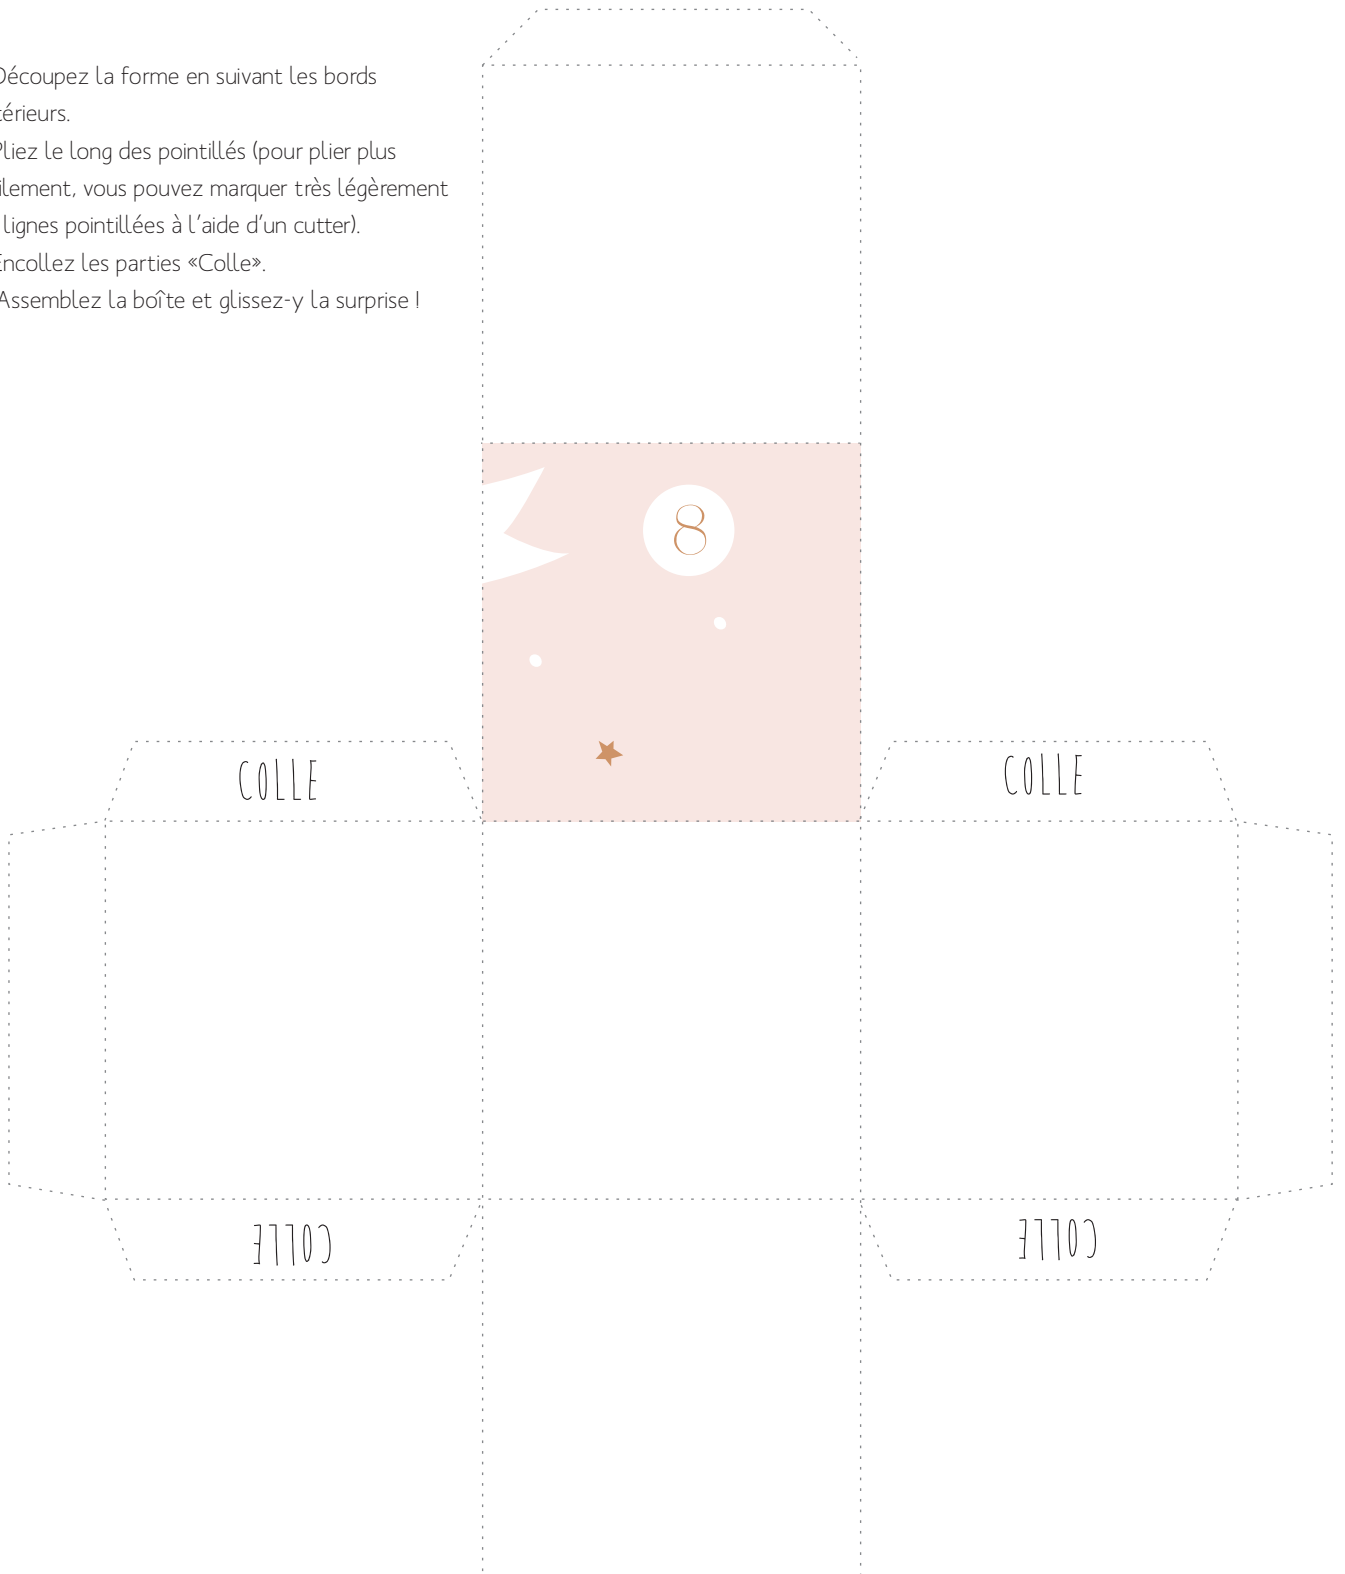 Découpez la forme en suivant les bords
térieurs.
Pliez le long des pointillés (pour plier plus
ilement, vous pouvez marquer très légèrement
lignes pointillées à l'aide d'un cutter).
Encollez les parties «Colle».
Assemblez la boîte et glissez-y la surprise !
8
COLLE
COLLE
COLLE
COLLE